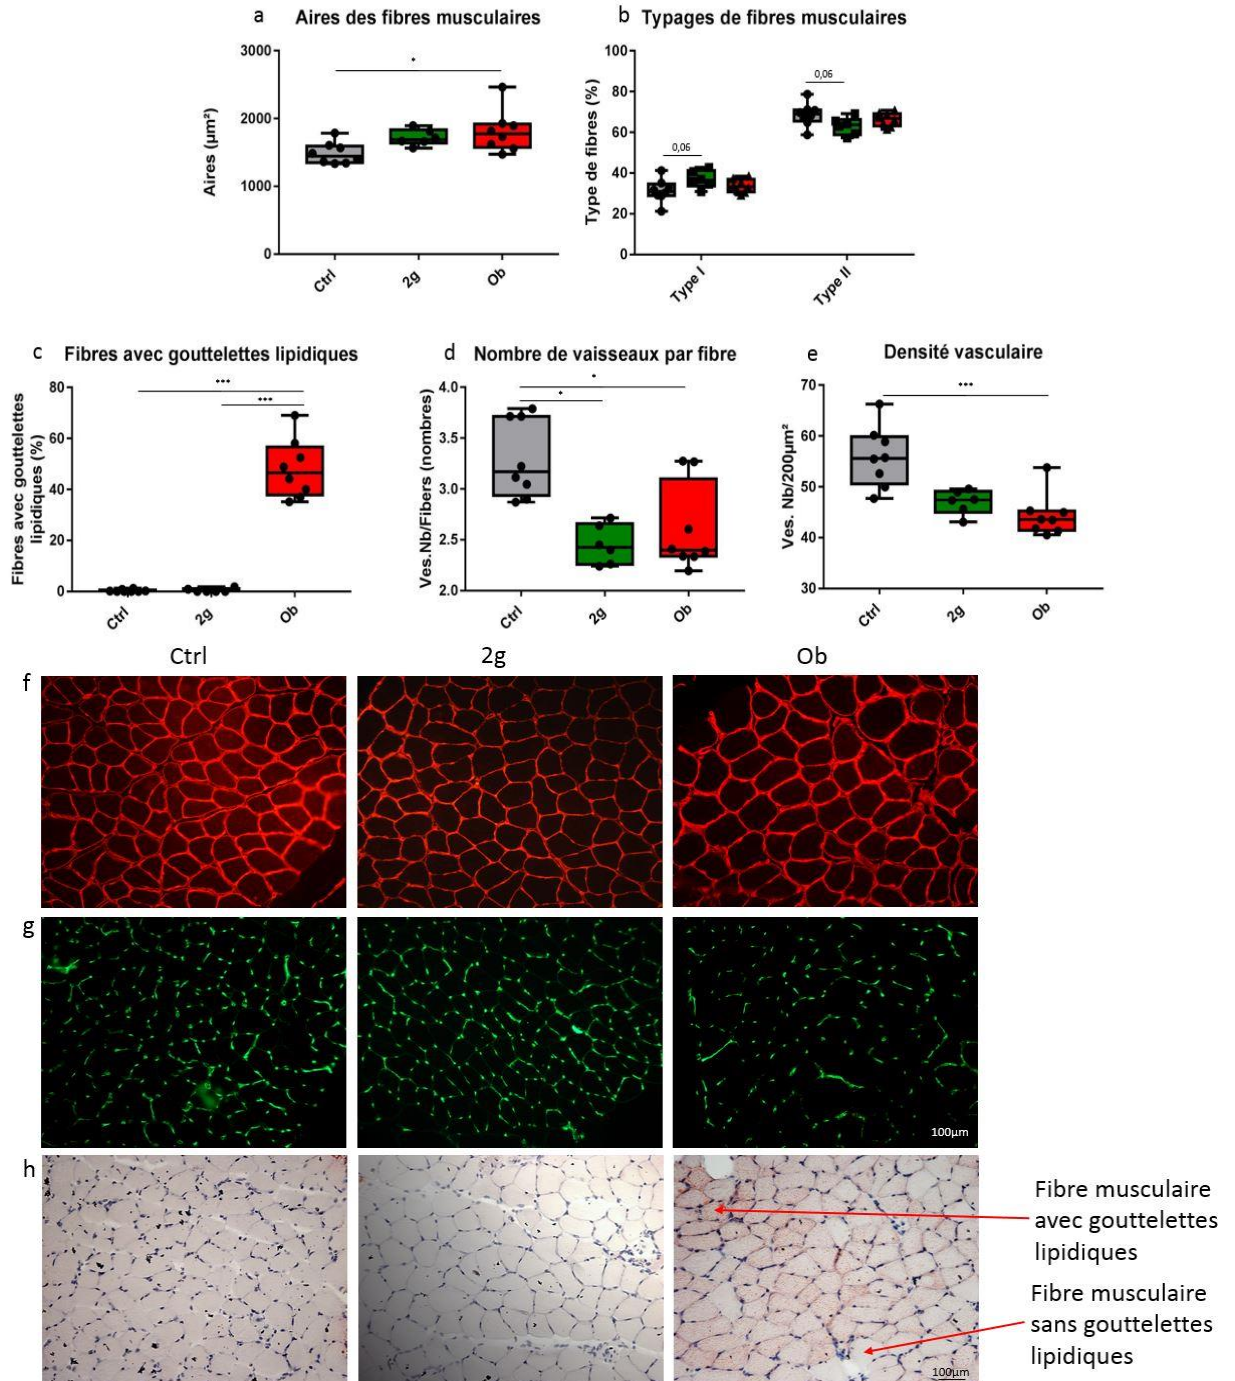 a Aires des fibres musculaires
3000
2000
1000
0
Aires (µm²)
*
Ctrl
2g
Ob
b Typages de fibres musculaires
100
80
60
40
20
0
Type de fibres (%)
0,06
0,06
Type I
Type II
c Fibres avec gouttelettes lipidiques
80
60
40
20
0
Fibres avec gouttelettes
lipidiques (%)
***
***
Ctrl
2g
Ob
d Nombre de vaisseaux par fibre
4.0
3.5
3.0
2.5
2.0
Ves.Nb/Fibers (nombres)
*
*
Ctrl
2g
Ob
e Densité vasculaire
70
60
50
40
30
Ves. Nb/200µm²
***
Ctrl
2g
Ob
Ctrl 2g Ob
f
g
100µm
h
100µm
Fibre musculaire
avec gouttelettes
lipidiques
Fibre musculaire
sans gouttelettes
lipidiques